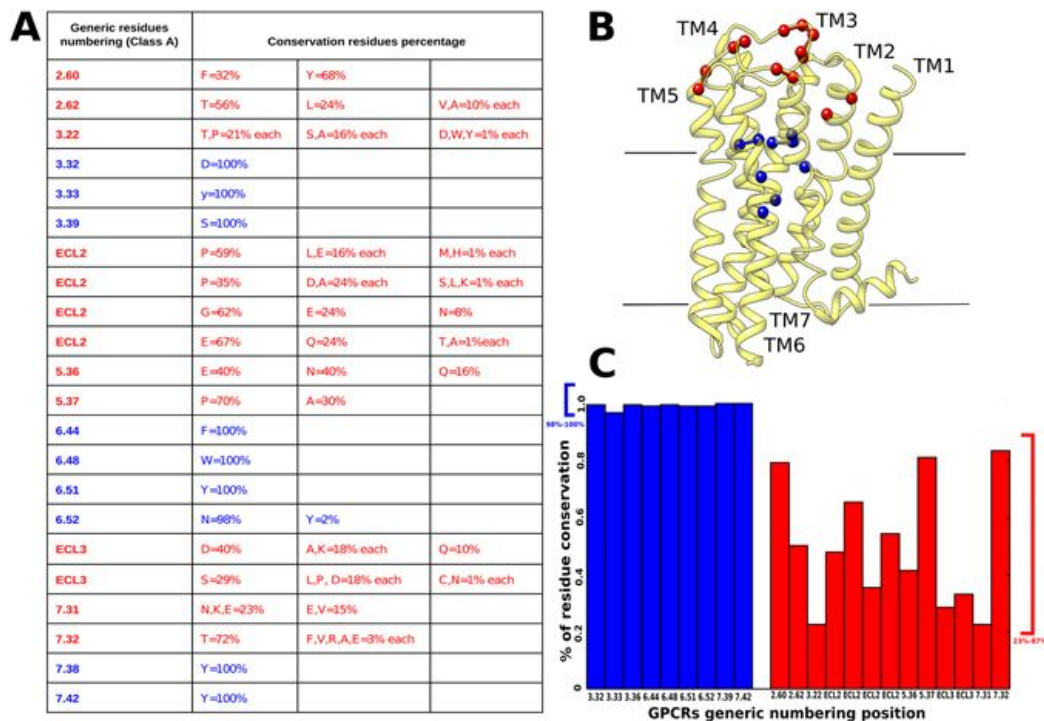 A
Generic residues numbering (Class A) Conservation residues percentage
2.60 F=32% Y=68%
2.62 T=56% L=24% V,A=10% each
3.22 T,P=21% each S,A=16% each D,W,Y=1% each
3.32 D=100%
3.33 y=100%
3.39 S=100%
ECL2 P=59% L,E=16% each M,H=1% each
ECL2 P=35% D,A=24% each S,L,K=1% each
ECL2 G=62% E=24% N=8%
ECL2 E=67% Q=24% T,A=1%each
5.36 E=40% N=40% Q=16%
5.37 P=70% A=30%
6.44 F=100%
6.48 W=100%
6.51 Y=100%
6.52 N=98% Y=2%
ECL3 D=40% A,K=18% each Q=10%
ECL3 S=29% L,P, D=18% each C,N=1% each
7.31 N,K,E=23% E,V=15%
7.32 T=72% F,V,R,A,E=3% each
7.38 Y=100%
7.42 Y=100%
B
TM4
TM3
TM2
TM1
TM5
TM7
TM6
C
% of residue conservation
1.0
0.8
0.6
0.4
0.2
0
98%-100%
23%-87%
3.32 3.33 3.36 6.44 6.48 6.51 6.52 7.39 7.42 2.60 2.62 3.22 ECL2 ECL2 ECL2 ECL2 5.36 5.37 ECL3 ECL3 7.31 7.32
GPCRs generic numbering position